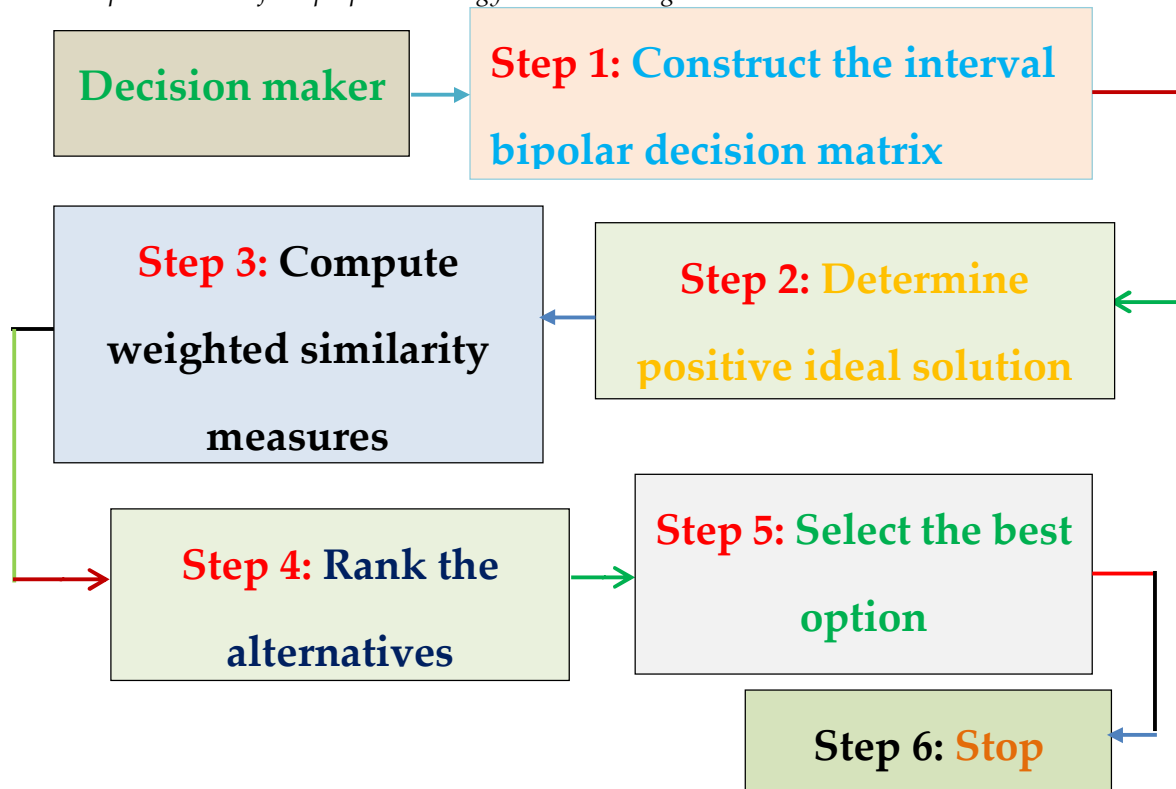 Decision maker
Step 1: Construct the interval
bipolar decision matrix
Step 2: Determine
positive ideal solution
Step 3: Compute
weighted similarity
measures
Step 4: Rank the
alternatives
Step 5: Select the best
option
Step 6: Stop